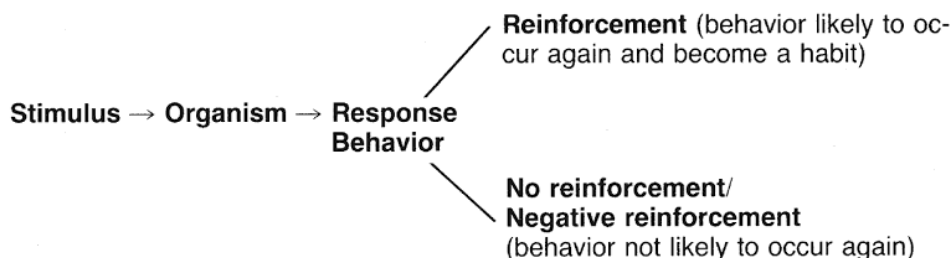 Reinforcement (behavior likely to oc-
cur again and become a habit)
Stimulus → Organism → Response
Behavior
No reinforcement/
Negative reinforcement
(behavior not likely to occur again)